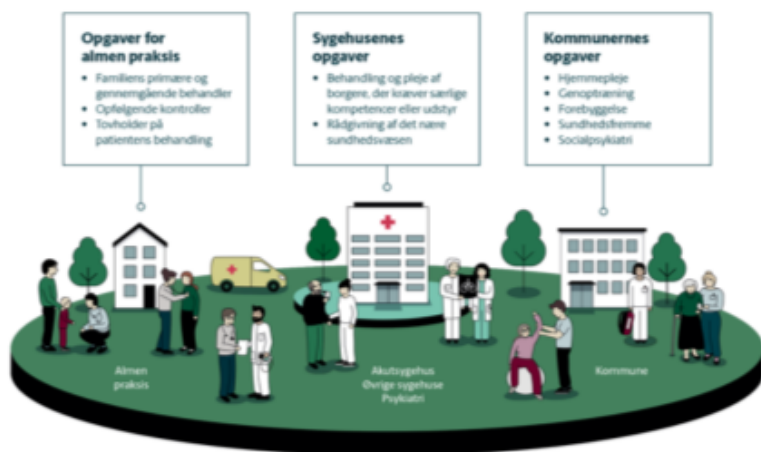 Opgaver for
almen praksis
• Familiens primære og
gennemgående behandler
• Opfølgende kontroller
• Tovholder på
patientens behandling
Sygehusenes
opgaver
• Behandling og pleje af
borgere, der kræver særlige
kompetencer eller udstyr
• Rådgivning af det nære
sundhedsvæsen
Kommunernes
opgaver
• Hjemmepleje
• Genoptræning
• Forebyggelse
• Sundhedsfremme
• Socialpsykiatri
Almen
praksis
Akutsygehus
Øvrige sygehuse
Psykiatri
Kommune